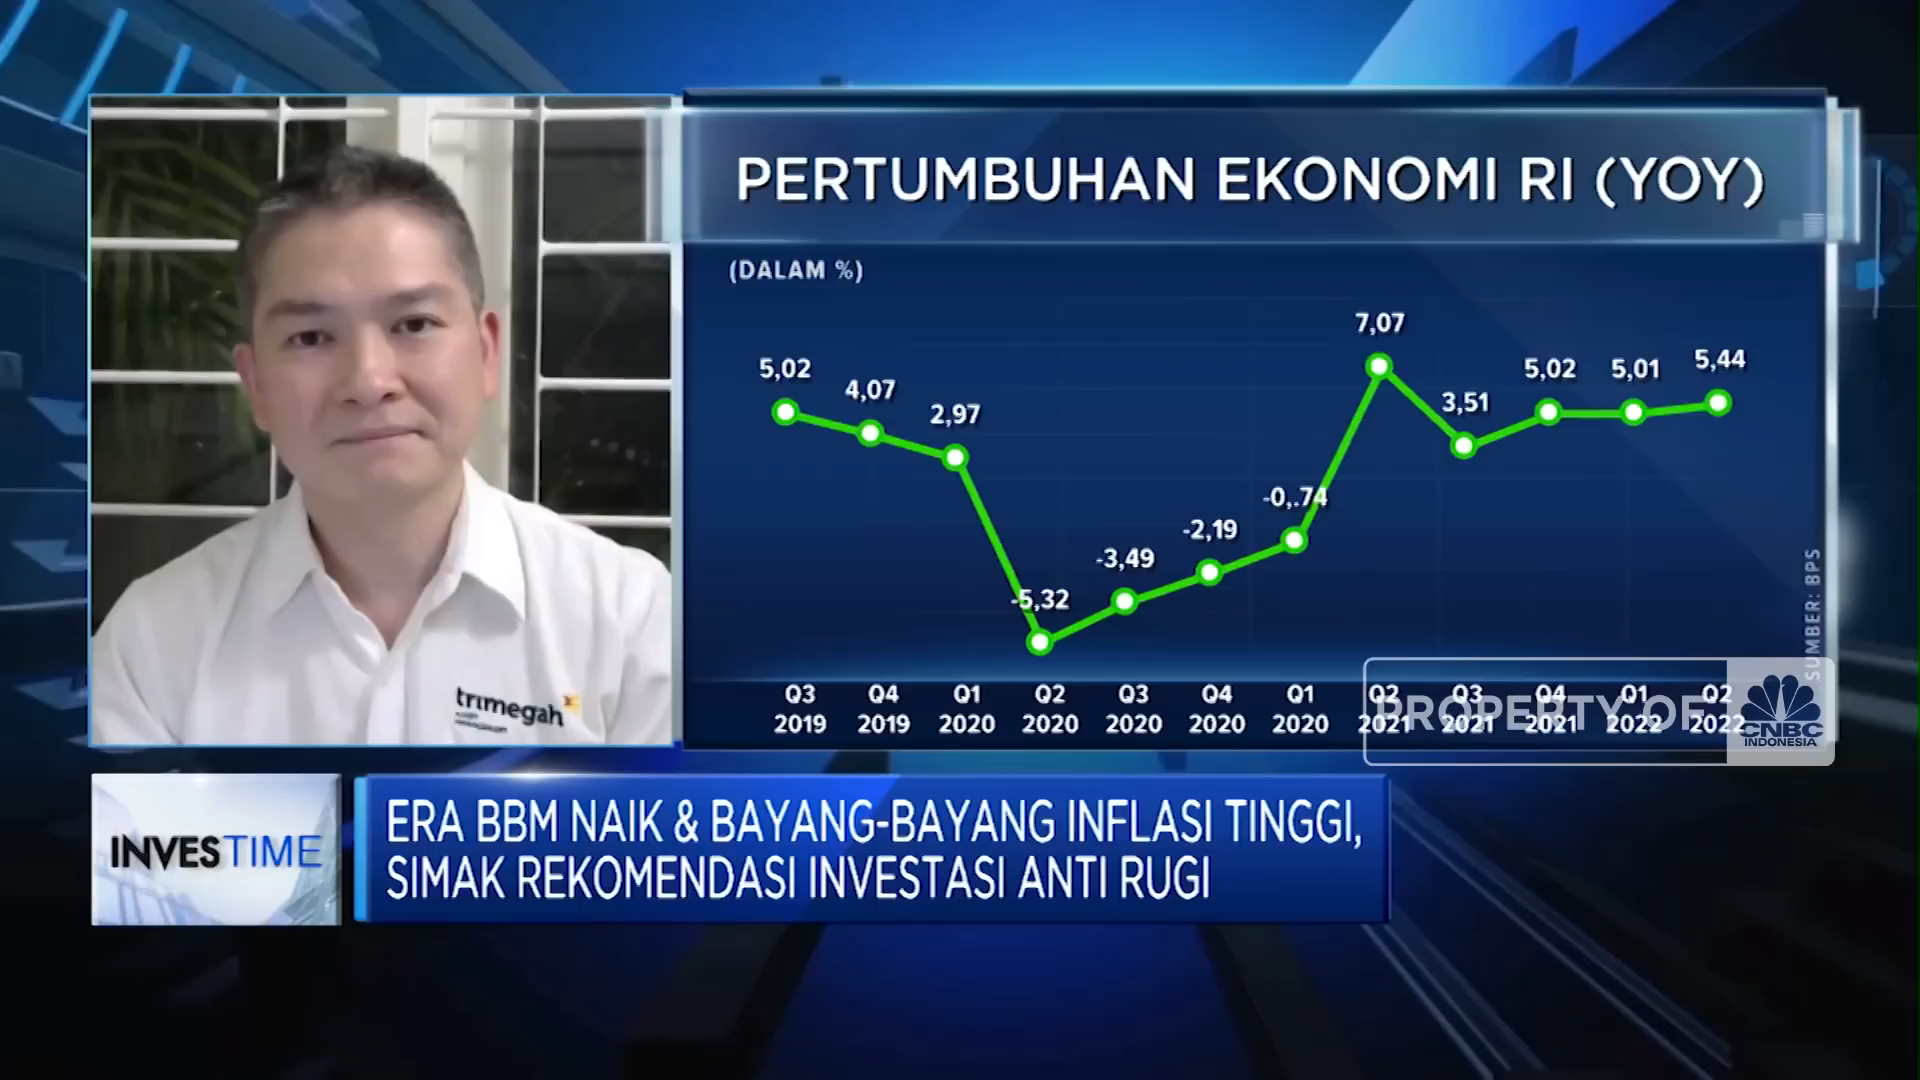 PERTUMBUHAN EKONOMI RI (YOY)
(DALAM %)
5,02
4,07
2,97
-5,32
-3,49
-2,19
-0,.74
7,07
3,51
5,02
5,01
5,44
SUMBER: BPS
Q3 Q4 Q1 Q2 Q3 Q4 Q1 Q2 Q3 Q4 Q1 Q2
2019 2019 2020 2020 2020 2020 2020 2021 2021 2021 2022 2022
PROPERTY OF
CNBC
INDONESIA
trimegah
INVESTIME
ERA BBM NAIK & BAYANG-BAYANG INFLASI TINGGI,
SIMAK REKOMENDASI INVESTASI ANTI RUGI